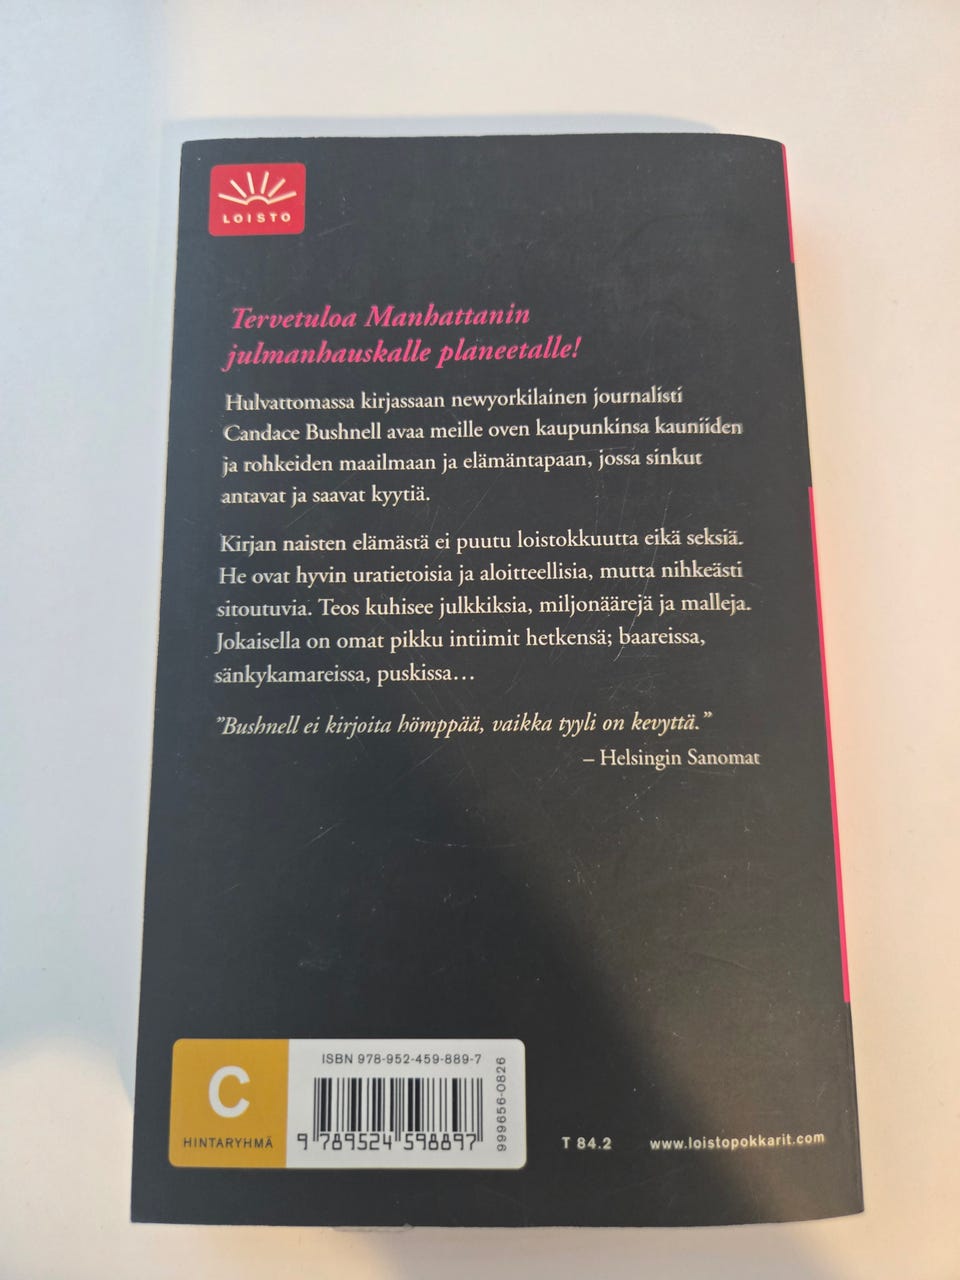 LOISTO
Tervetuloa Manhattanin
julmanhauskalle planeetalle!
Hulvattomassa kirjassaan newyorkilainen journalisti
Candace Bushnell avaa meille oven kaupunkinsa kauniiden
ja rohkeiden maailmaan ja elämäntapaan, jossa sinkut
antavat ja saavat kyytiä.
Kirjan naisten elämästä ei puutu loistokkuutta eikä seksiä.
He ovat hyvin uratietoisia ja aloitteellisia, mutta nihkeästi
sitoutuvia. Teos kuhisee julkkiksia, miljonäärejä ja malleja.
Jokaisella on omat pikku intiimit hetkensä; baareissa,
sänkykamareissa, puskissa…
”Bushnell ei kirjoita hömppää, vaikka tyyli on kevyttä.”
– Helsingin Sanomat
C
HINTARYHMÄ
ISBN 978-952-459-889-7
9 789524 598897
999656-0826
T 84.2
www.loistopokkarit.com